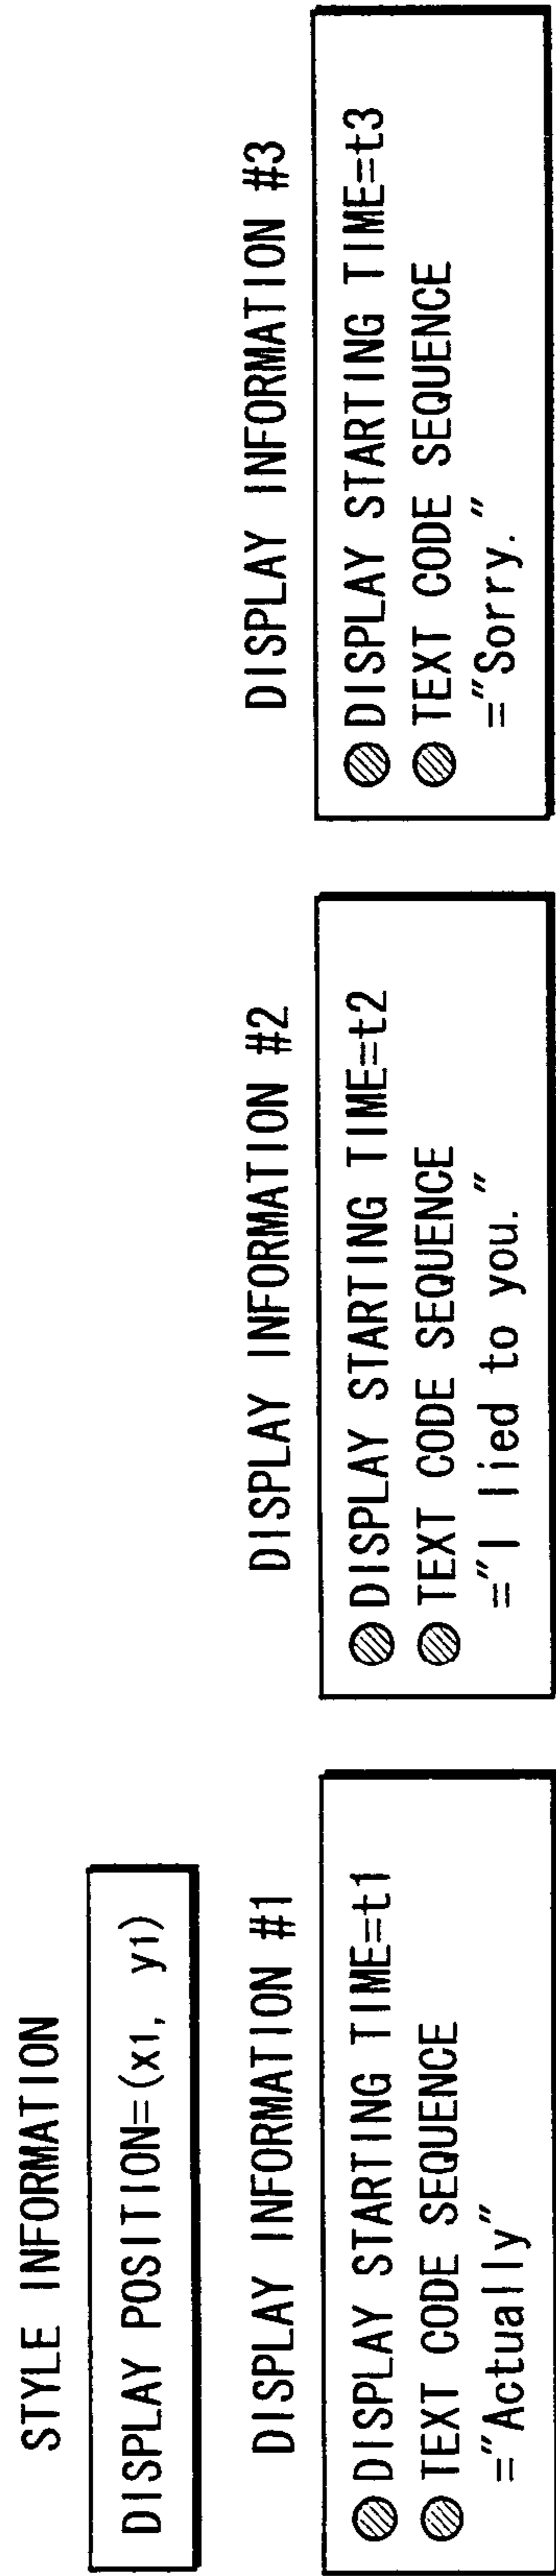 STYLE INFORMATION
DISPLAY POSITION=(x1, y1)
DISPLAY INFORMATION #1
DISPLAY STARTING TIME=t1
TEXT CODE SEQUENCE
="Actually"
DISPLAY INFORMATION #2
DISPLAY STARTING TIME=t2
TEXT CODE SEQUENCE
="I lied to you."
DISPLAY INFORMATION #3
DISPLAY STARTING TIME=t3
TEXT CODE SEQUENCE
="Sorry."